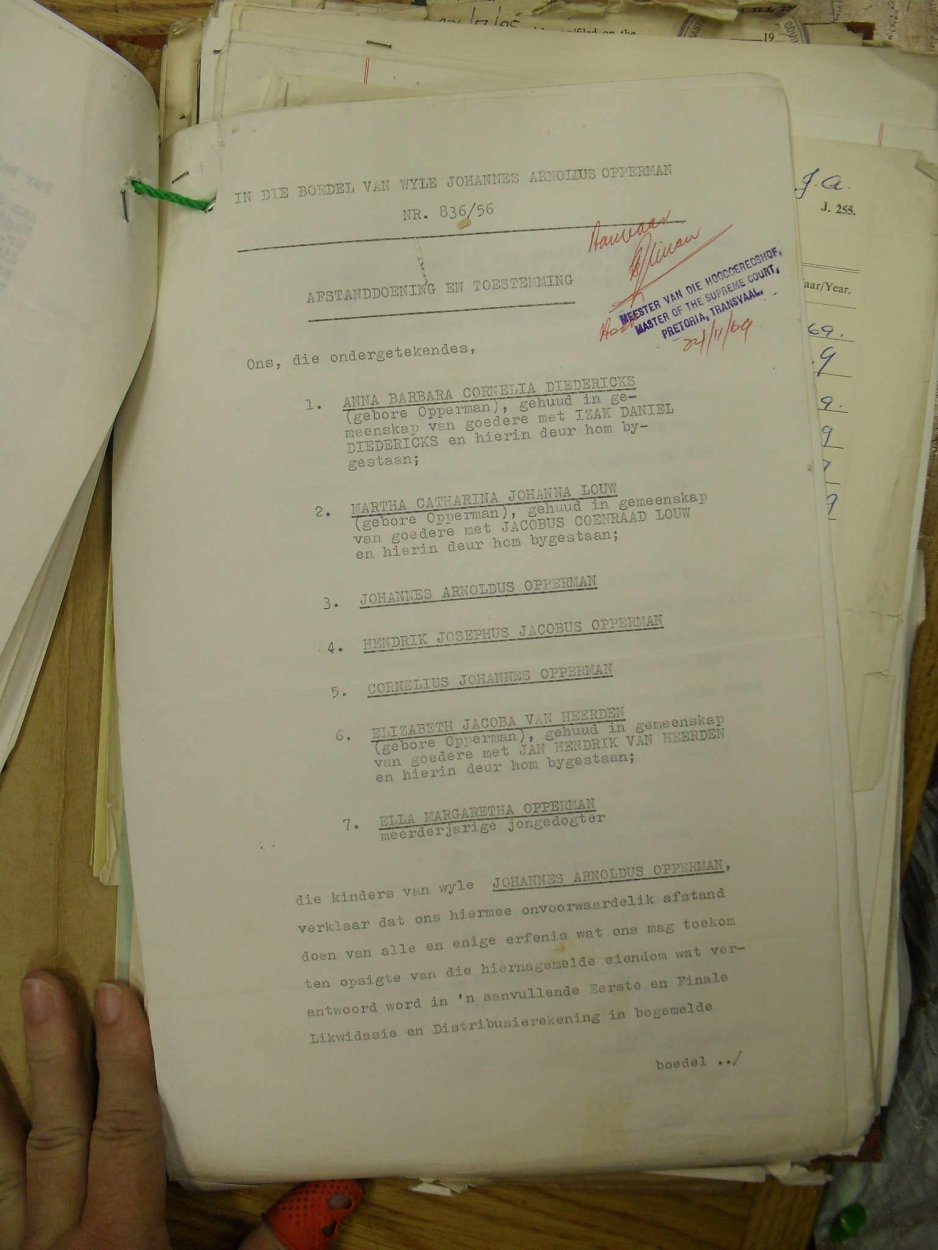 IN DIE BOEDEL VAN WYLE JOHANNES ARNOLDUS OPPERMAN
NR. 836/56
AFSTANDDOENING EN TOESTEMMING
MEESTER VAN DIE HOOGGEREGSHOF,
MASTER OF THE SUPREME COURT,
PRETORIA, TRANSVAAL.
24/11/69
Ons, die ondergetekendes,
1. ANNA BARBARA CORNELIA DIEDERICKS
(gebore Opperman), gehuud in ge-
meenskap van goedere met IZAK DANIEL
DIEDERICKS en hierin deur hom by-
gestaan;
2. MARTHA CATHARINA JOHANNA LOUW
(gebore Opperman), gehuud in gemeenskap
van goedere met JACOBUS COENRAAD LOUW
en hierin deur hom bygestaan;
3. JOHANNES ARNOLDUS OPPERMAN
4. HENDRIK JOSEPHUS JACOBUS OPPERMAN
5. CORNELIUS JOHANNES OPPERMAN
6. ELIZABETH JACOBA VAN HEERDEN
(gebore Opperman), gehuud in gemeenskap
van goedere met JAN HENDRIK VAN HEERDEN
en hierin deur hom bygestaan;
7. ELLA MARGARETHA OPPERMAN
meerderjarige jongedogter
die kinders van wyle JOHANNES ARNOLDUS OPPERMAN,
verklaar dat ons hiermee onvoorwaardelik afstand
doen van alle en enige erfenis wat ons mag toekom
ten opsigte van die hiernagemelde eiendom wat ver-
antwoord word in 'n aanvullende Eerste en Finale
Likwidasie en Distribusierekening in bogemelde
boedel ../
J.A.
J. 255.
aar/Year.
69.
9
9.
9
9
19